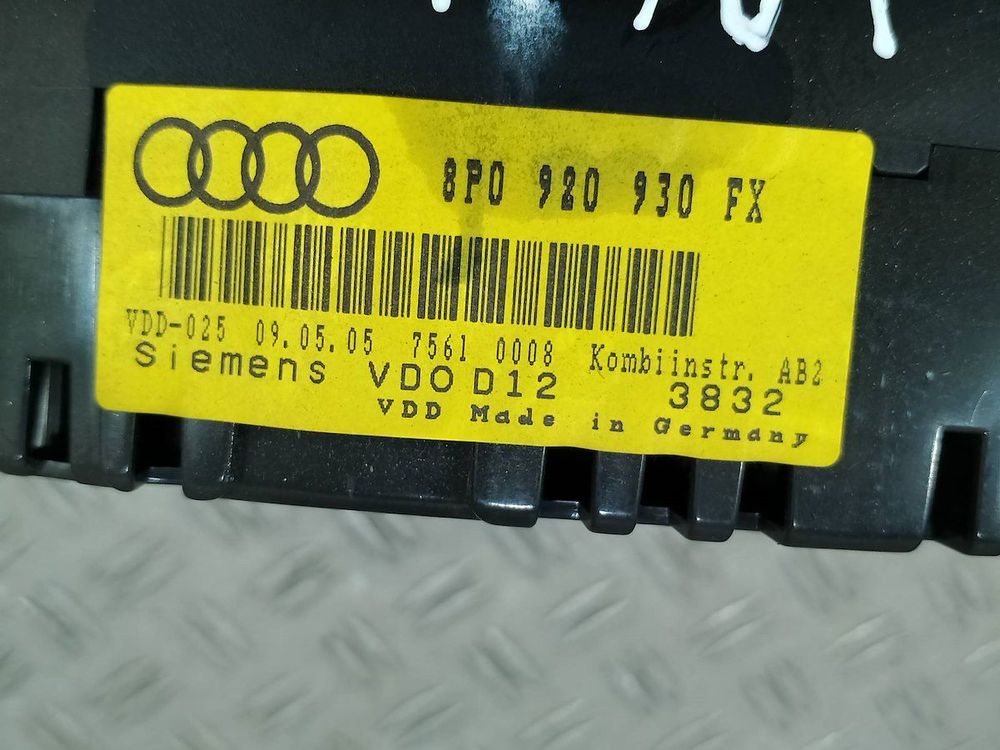 8P0 920 930 FX
VDD-025 09.05.05 7561 0008 Kombiinstr. AB2
Siemens VDO D12 3832
VDD Made in Germany